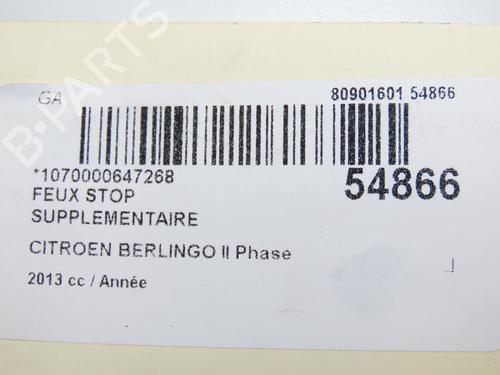 GA
80901601 54866
*1070000647268
54866
FEUX STOP
SUPPLEMENTAIRE
CITROEN BERLINGO II Phase
2013 cc / Année
B-PARTS